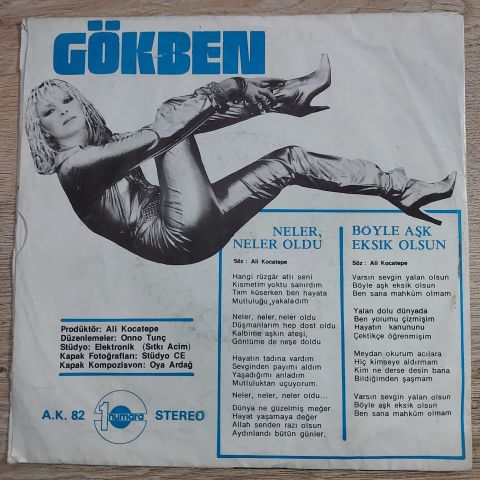 GÖKBEN
NELER,
NELER OLDU
Söz : Ali Kocatepe
Hangi rüzgâr attı seni
Kısmetim yoktu sanırdım
Tam küserken ben hayata
Mutluluğu yakaladım
Neler, neler, neler oldu
Düşmanlarım hep dost oldu
Kalbime aşkın ateşi,
Gönlüme de neşe doldu
Hayatın tadına vardım
Sevginden payımı aldım
Yaşadığımı anladım
Mutluluktan uçuyorum.
Neler, neler, neler oldu...
Dünya ne güzelmiş meğer
Hayat yaşamaya değer
Allah senden razı olsun
Aydınlandı bütün günler.
BÖYLE AŞK
EKSIK OLSUN
Söz : Ali Kocatepe
Varsın sevgin yalan olsun
Böyle aşk eksik olsun
Ben sana mahkûm olmam
Yalan dolu dünyada
Ben yolumu çizmişim
Hayatın kanununu
Çektikçe öğrenmişim
Meydan okurum acılara
Hiç kimseye aldırmam
Kim ne derse desin bana
Bildiğimden şaşmam
Varsın sevgin yalan olsun
Böyle aşk eksik olsun
Ben sana mahkûm olmam
Prodüktör: Ali Kocatepe
Düzenlemeler: Onno Tunç
Stüdyo: Elektronik (Sıtkı Acim)
Kapak Fotoğrafları: Stüdyo CE
Kapak Kompozisvon: Oya Ardağ
A.K. 82 1 numara STEREO